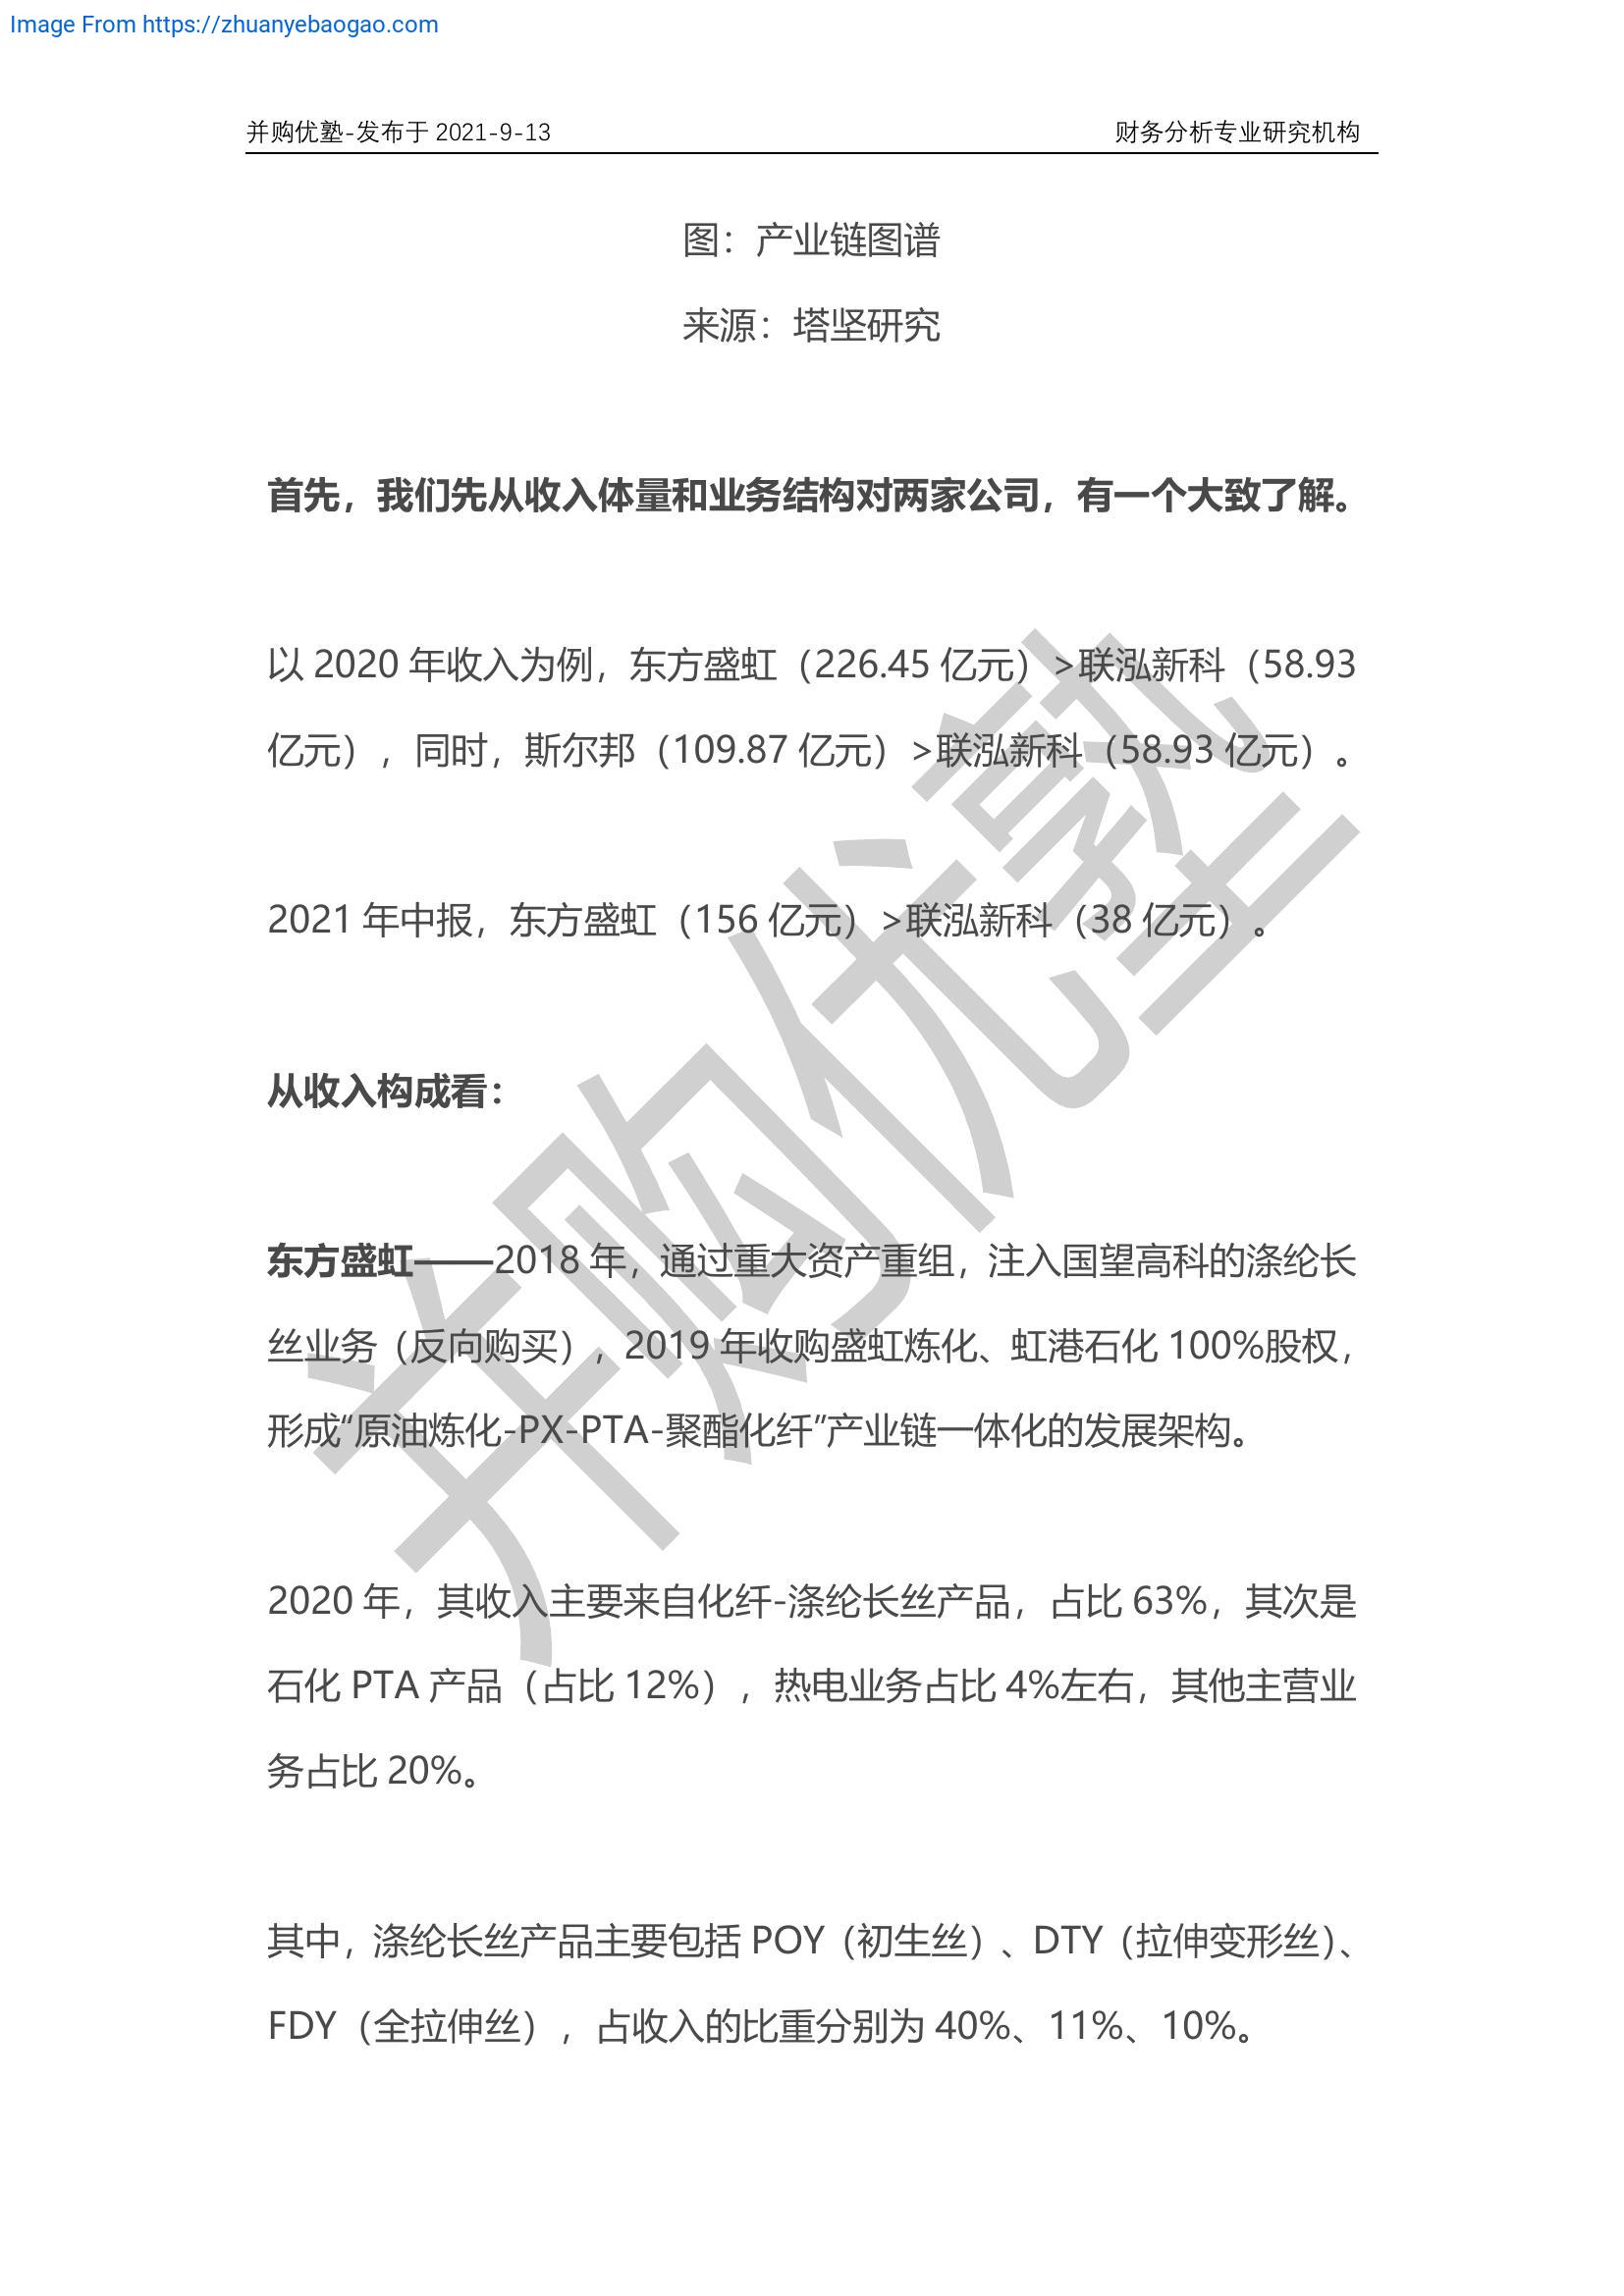 Image From https://zhuanyebaogao.com
并购优塾-发布于 2021-9-13 财务分析专业研究机构
图：产业链图谱
来源：塔坚研究
首先，我们先从收入体量和业务结构对两家公司，有一个大致了解。
以 2020 年收入为例，东方盛虹（226.45 亿元）>联泓新科（58.93
亿元），同时，斯尔邦（109.87 亿元）>联泓新科（58.93 亿元）。
2021 年中报，东方盛虹（156 亿元）>联泓新科（38 亿元）。
从收入构成看：
东方盛虹——2018 年，通过重大资产重组，注入国望高科的涤纶长
丝业务（反向购买），2019 年收购盛虹炼化、虹港石化 100%股权，
形成“原油炼化-PX-PTA-聚酯化纤”产业链一体化的发展架构。
2020 年，其收入主要来自化纤-涤纶长丝产品，占比 63%，其次是
石化 PTA 产品（占比 12%），热电业务占比 4%左右，其他主营业
务占比 20%。
其中，涤纶长丝产品主要包括 POY（初生丝）、DTY（拉伸变形丝）、
FDY（全拉伸丝），占收入的比重分别为 40%、11%、10%。
并购优塾